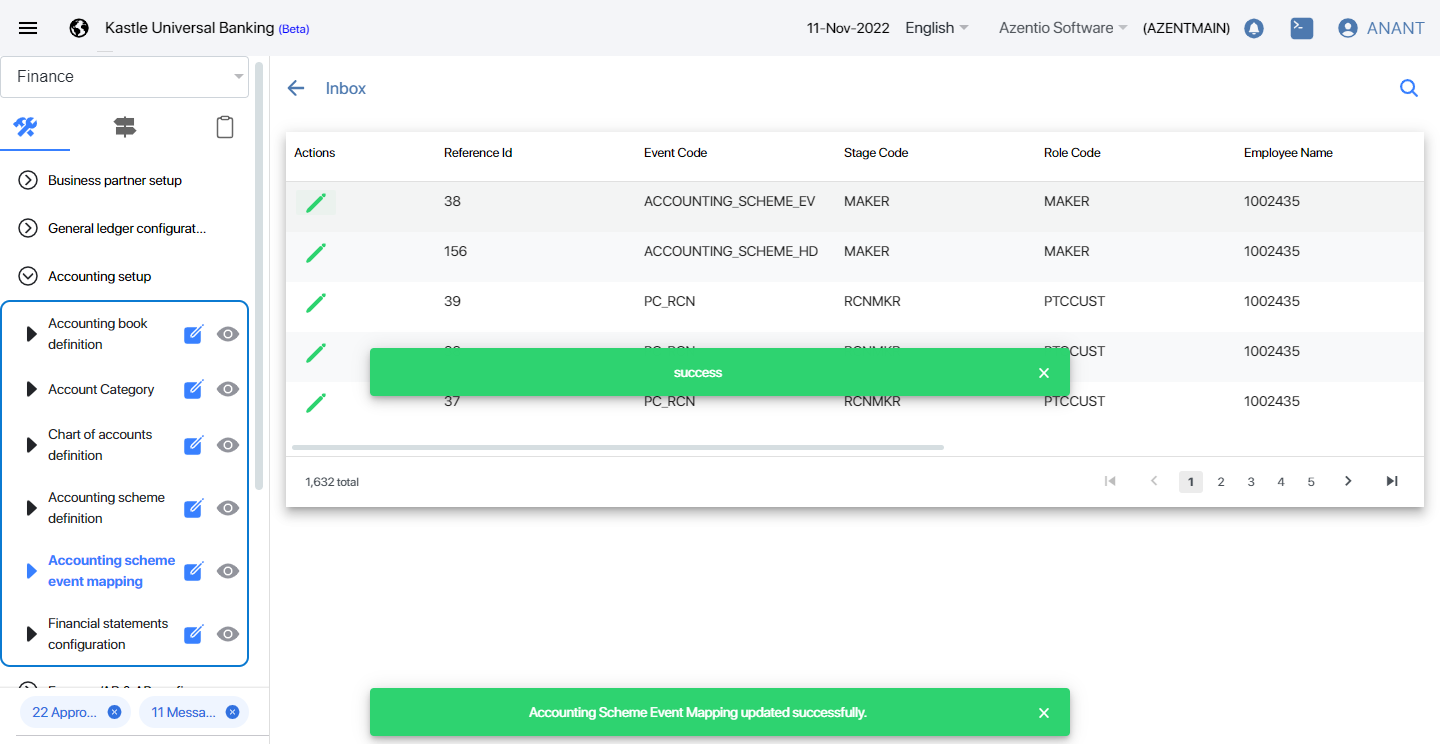 Kastle Universal Banking (Beta)
11-Nov-2022
English
Azentio Software
(AZENTMAIN)
ANANT
Finance
Business partner setup
General ledger configurat...
Accounting setup
Accounting book
definition
Account Category
Chart of accounts
definition
Accounting scheme
definition
Accounting scheme
event mapping
Financial statements
configuration
22 Appro...
11 Messa...
Inbox
Actions Reference Id Event Code Stage Code Role Code Employee Name
38 ACCOUNTING_SCHEME_EV MAKER MAKER 1002435
156 ACCOUNTING_SCHEME_HD MAKER MAKER 1002435
39 PC_RCN RCNMKR PTCCUST 1002435
PTCCUST 1002435
success
37 PC_RCN RCNMKR PTCCUST 1002435
1,632 total
1 2 3 4 5
Accounting Scheme Event Mapping updated successfully.